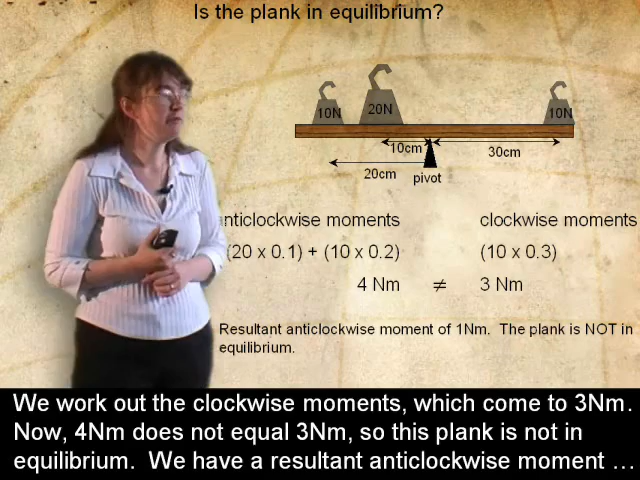 Is the plank in equilibrium?
10N
20N
10N
10cm
30cm
20cm
pivot
anticlockwise moments
clockwise moments
(20 x 0.1) + (10 x 0.2)
(10 x 0.3)
4 Nm ≠ 3 Nm
Resultant anticlockwise moment of 1Nm. The plank is NOT in
equilibrium.
We work out the clockwise moments, which come to 3Nm.
Now, 4Nm does not equal 3Nm, so this plank is not in
equilibrium. We have a resultant anticlockwise moment ...